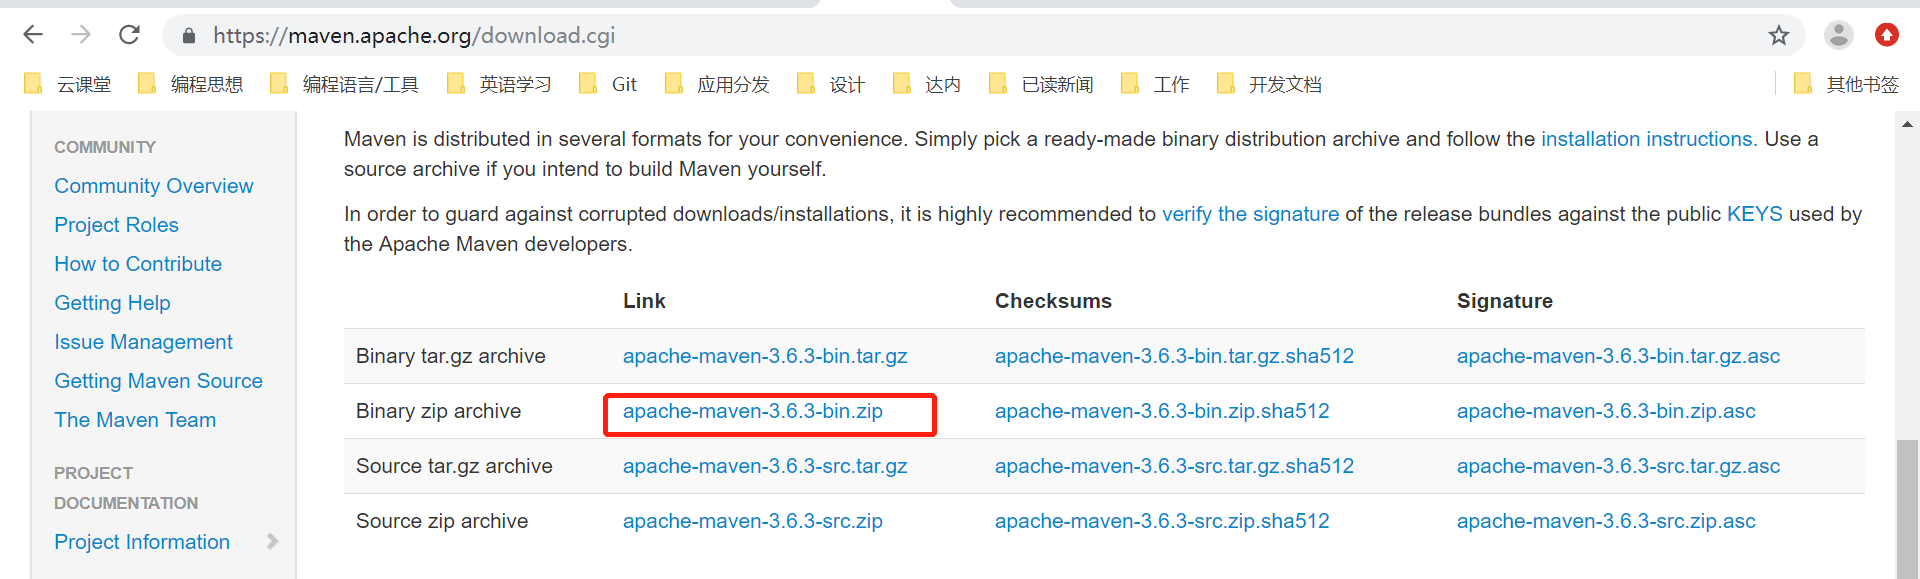 https://maven.apache.org/download.cgi
云课堂 编程思想 编程语言/工具 英语学习 Git 应用分发 设计 达内 已读新闻 工作 开发文档 其他书签
COMMUNITY
Community Overview
Project Roles
How to Contribute
Getting Help
Issue Management
Getting Maven Source
The Maven Team
PROJECT
DOCUMENTATION
Project Information
Maven is distributed in several formats for your convenience. Simply pick a ready-made binary distribution archive and follow the installation instructions. Use a
source archive if you intend to build Maven yourself.
In order to guard against corrupted downloads/installations, it is highly recommended to verify the signature of the release bundles against the public KEYS used by
the Apache Maven developers.
Link Checksums Signature
Binary tar.gz archive apache-maven-3.6.3-bin.tar.gz apache-maven-3.6.3-bin.tar.gz.sha512 apache-maven-3.6.3-bin.tar.gz.asc
Binary zip archive apache-maven-3.6.3-bin.zip apache-maven-3.6.3-bin.zip.sha512 apache-maven-3.6.3-bin.zip.asc
Source tar.gz archive apache-maven-3.6.3-src.tar.gz apache-maven-3.6.3-src.tar.gz.sha512 apache-maven-3.6.3-src.tar.gz.asc
Source zip archive apache-maven-3.6.3-src.zip apache-maven-3.6.3-src.zip.sha512 apache-maven-3.6.3-src.zip.asc